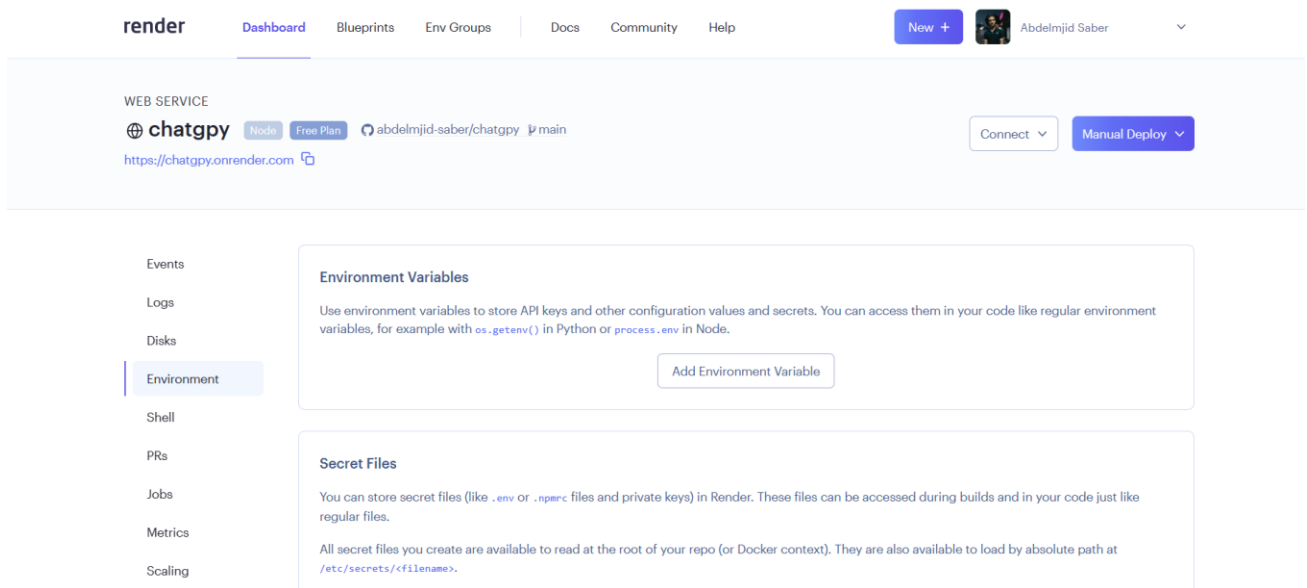 render Dashboard Blueprints Env Groups Docs Community Help New + Abdelmjid Saber
WEB SERVICE
chatgpy Node Free Plan abdelmjid-saber/chatgpy main
Connect Manual Deploy
https://chatgpy.onrender.com
Events
Logs
Disks
Environment
Shell
PRs
Jobs
Metrics
Scaling
Environment Variables
Use environment variables to store API keys and other configuration values and secrets. You can access them in your code like regular environment
variables, for example with os.getenv() in Python or process.env in Node.
Add Environment Variable
Secret Files
You can store secret files (like .env or .npmrc files and private keys) in Render. These files can be accessed during builds and in your code just like
regular files.
All secret files you create are available to read at the root of your repo (or Docker context). They are also available to load by absolute path at
/etc/secrets/<filename>.